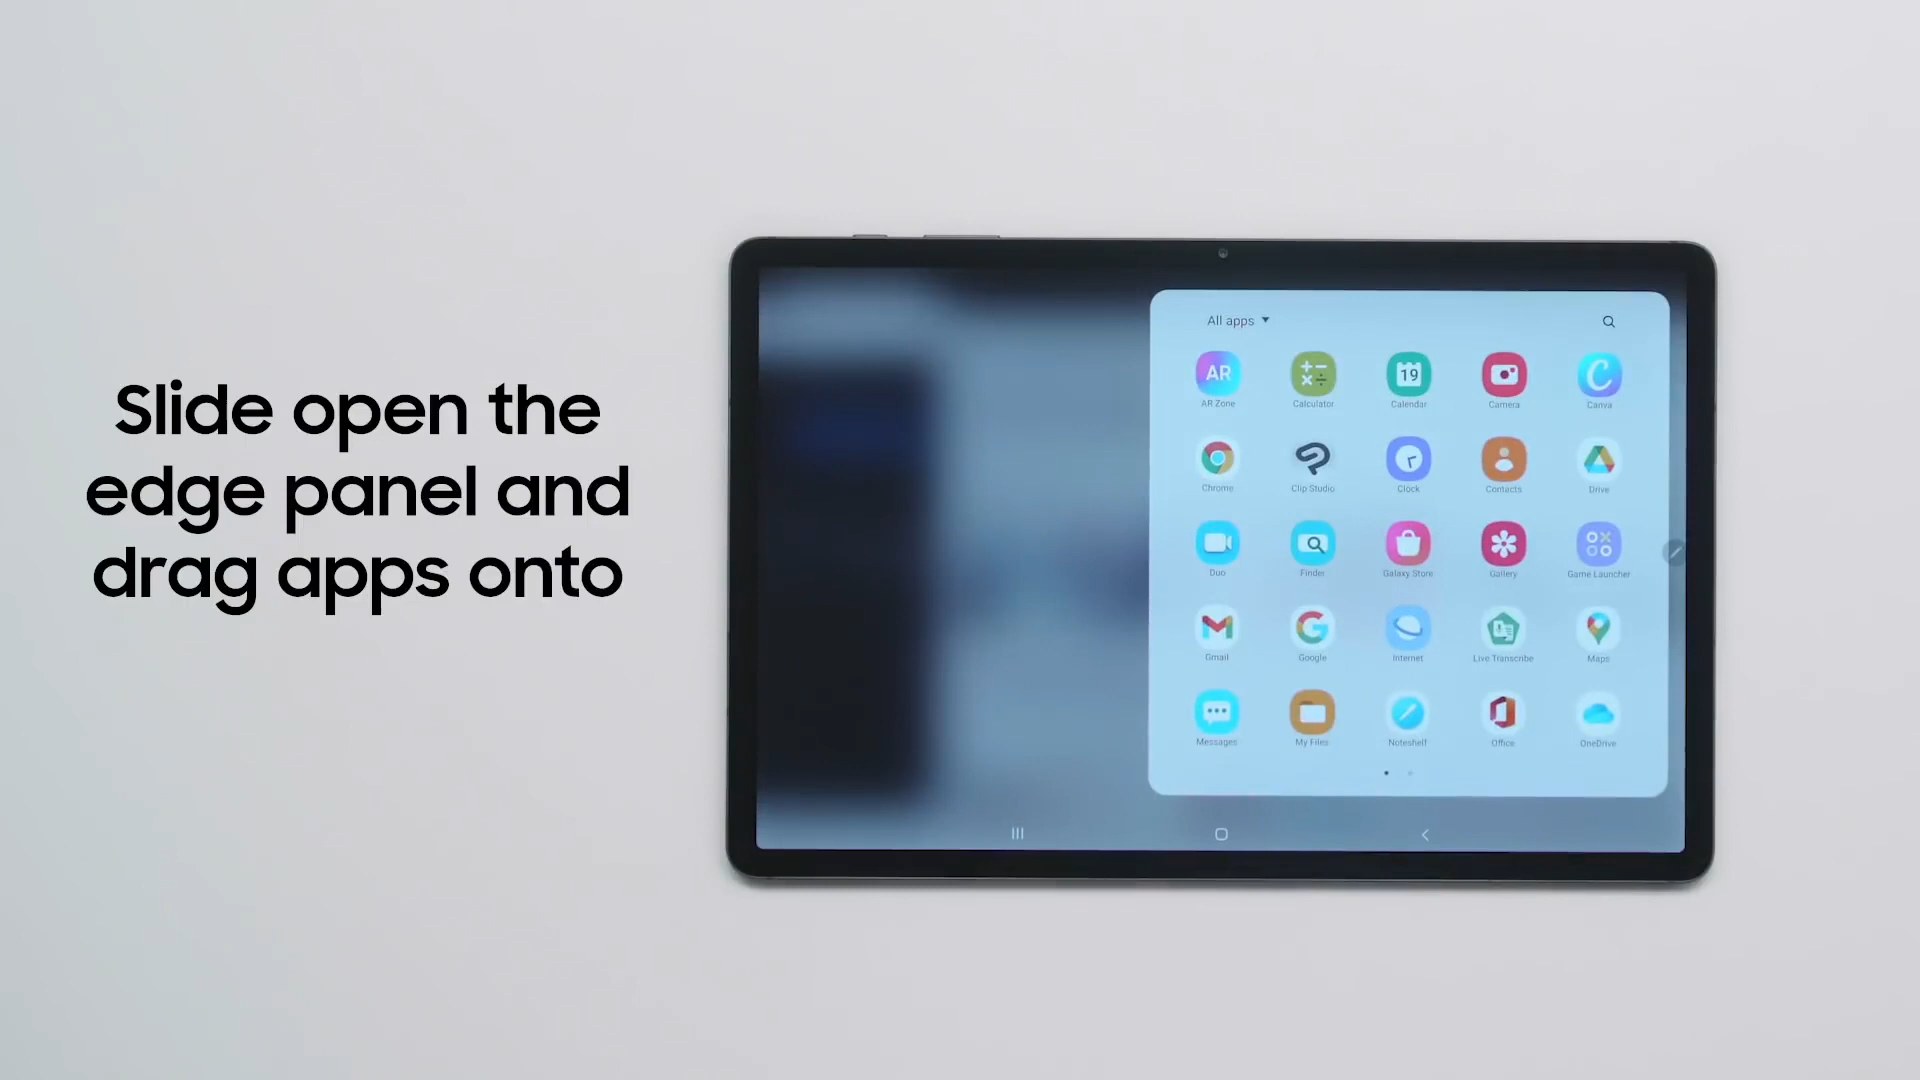 Slide open the
edge panel and
drag apps onto
All apps
AR
19
AR Zone Calculator Calendar Camera Canva
Chrome Clip Studio Clock Contacts Drive
Duo Finder Galaxy Store Gallery Game Launcher
Gmail Google Internet Live Transcribe Maps
Messages My Files Noteshelf Office OneDrive